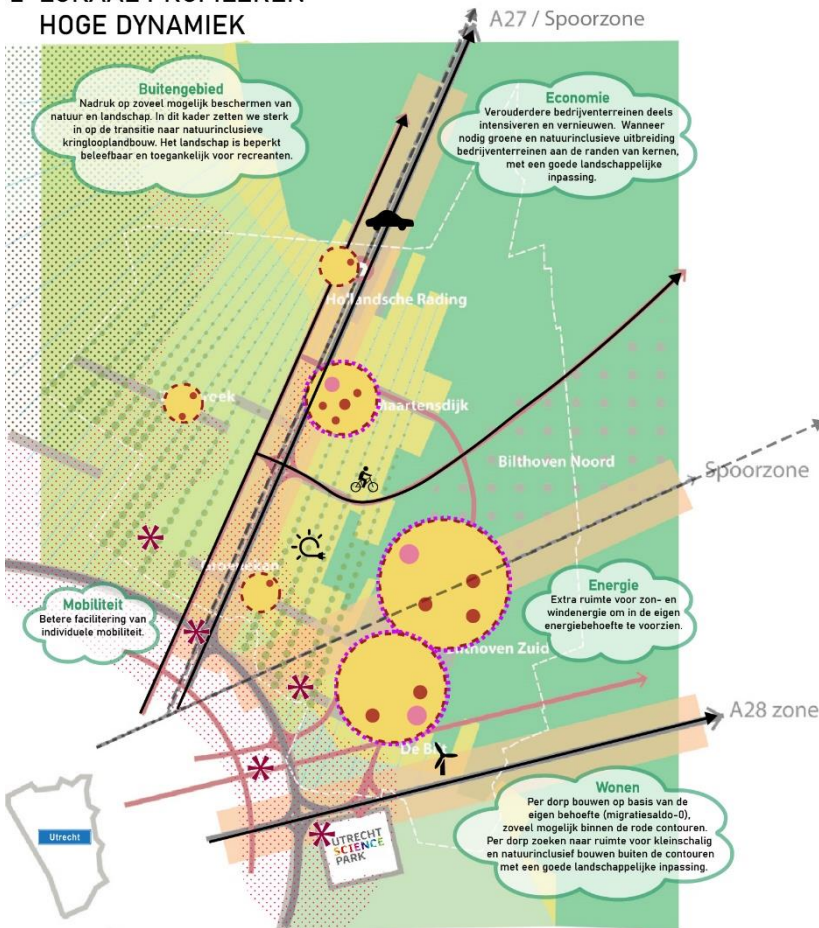 HOGE DYNAMIEK
A27 / Spoorzone
Buitengebied
Nadruk op zoveel mogelijk beschermen van
natuur en landschap. In dit kader zetten we sterk
in op de transitie naar natuurinclusieve
kringlooplandbouw. Het landschap is beperkt
beleefbaar en toegankelijk voor recreanten.
Economie
Verouderdere bedrijventerreinen deels
intensiveren en vernieuwen. Wanneer
nodig groene en natuurinclusieve uitbreiding
bedrijventerreinen aan de randen van kernen,
met een goede landschappelijke
inpassing.
Hollandsche Rading
Maartensdijk
Bilthoven Noord
Spoorzone
Mobiliteit
Betere facilitering van
individuele mobiliteit.
Energie
Extra ruimte voor zon- en
windenergie om in de eigen
energiebehoefte te voorzien.
Bilthoven Zuid
A28 zone
De Bilt
Wonen
Per dorp bouwen op basis van de
eigen behoefte (migratiesaldo-0),
zoveel mogelijk binnen de rode contouren.
Per dorp zoeken naar ruimte voor kleinschalig
en natuurinclusief bouwen buiten de contouren
met een goede landschappelijke inpassing.
Utrecht
UTRECHT
SCIENCE
PARK